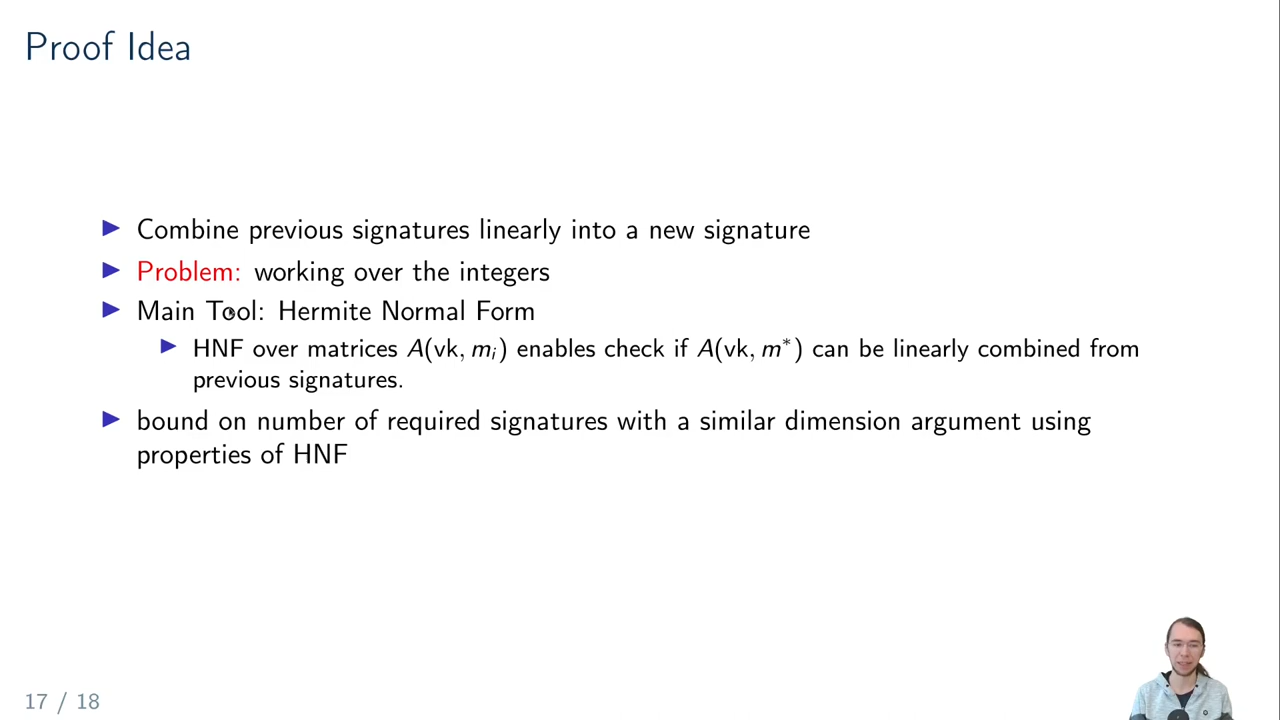 Proof Idea
▶ Combine previous signatures linearly into a new signature
▶ Problem: working over the integers
▶ Main Tool: Hermite Normal Form
▶ HNF over matrices A(vk, mᵢ) enables check if A(vk, m*) can be linearly combined from
previous signatures.
▶ bound on number of required signatures with a similar dimension argument using
properties of HNF
17 / 18